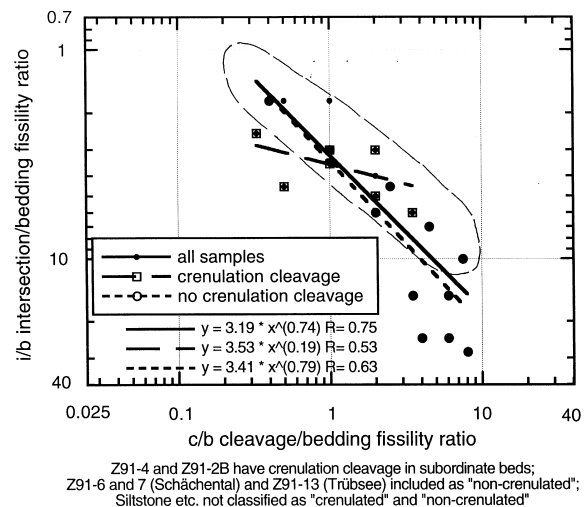 0.7
1
10
40
i/b intersection/bedding fissility ratio
all samples
crenulation cleavage
no crenulation cleavage
y = 3.19 * x^(0.74) R= 0.75
y = 3.53 * x^(0.19) R= 0.53
y = 3.41 * x^(0.79) R= 0.63
0.025 0.1 1 10 40
c/b cleavage/bedding fissility ratio
Z91-4 and Z91-2B have crenulation cleavage in subordinate beds;
Z91-6 and 7 (Schächental) and Z91-13 (Trübsee) included as "non-crenulated";
Siltstone etc. not classified as "crenulated" and "non-crenulated"